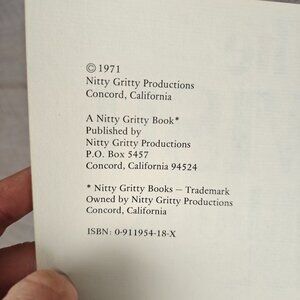 © 1971
Nitty Gritty Productions
Concord, California
A Nitty Gritty Book*
Published by
Nitty Gritty Productions
P.O. Box 5457
Concord, California 94524
* Nitty Gritty Books — Trademark
Owned by Nitty Gritty Productions
Concord, California
ISBN: 0-911954-18-X